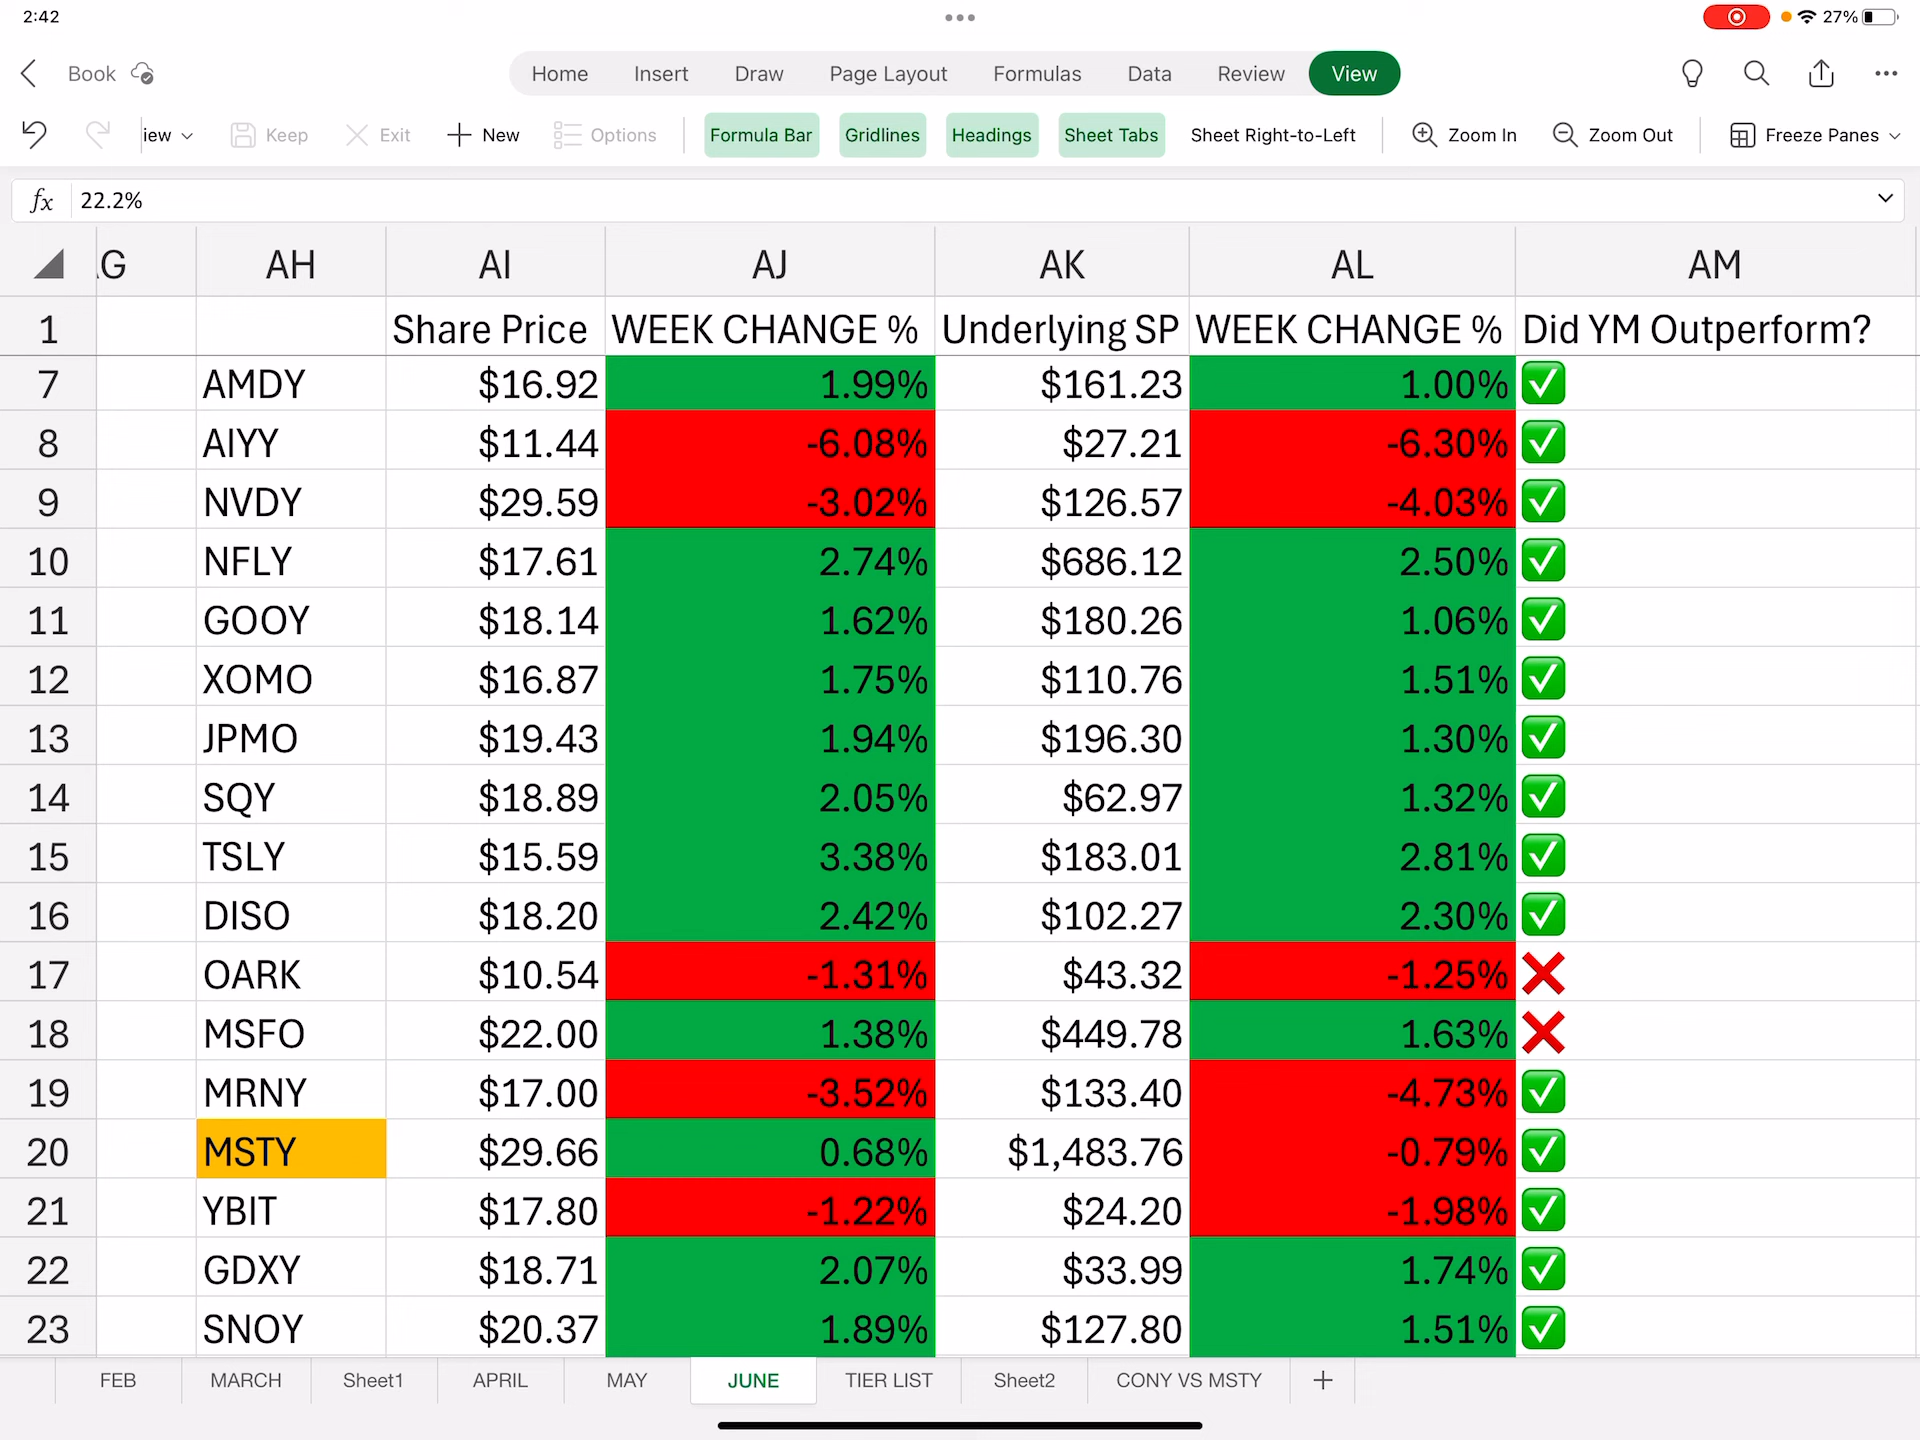 2:42
27%
Book
Home Insert Draw Page Layout Formulas Data Review View
iew Keep Exit New Options Formula Bar Gridlines Headings Sheet Tabs Sheet Right-to-Left Zoom In Zoom Out Freeze Panes
fx 22.2%
G AH AI AJ AK AL AM
1 Share Price WEEK CHANGE % Underlying SP WEEK CHANGE % Did YM Outperform?
7 AMDY $16.92 1.99% $161.23 1.00% ✅
8 AIYY $11.44 -6.08% $27.21 -6.30% ✅
9 NVDY $29.59 -3.02% $126.57 -4.03% ✅
10 NFLY $17.61 2.74% $686.12 2.50% ✅
11 GOOY $18.14 1.62% $180.26 1.06% ✅
12 XOMO $16.87 1.75% $110.76 1.51% ✅
13 JPMO $19.43 1.94% $196.30 1.30% ✅
14 SQY $18.89 2.05% $62.97 1.32% ✅
15 TSLY $15.59 3.38% $183.01 2.81% ✅
16 DISO $18.20 2.42% $102.27 2.30% ✅
17 OARK $10.54 -1.31% $43.32 -1.25% ❌
18 MSFO $22.00 1.38% $449.78 1.63% ❌
19 MRNY $17.00 -3.52% $133.40 -4.73% ✅
20 MSTY $29.66 0.68% $1,483.76 -0.79% ✅
21 YBIT $17.80 -1.22% $24.20 -1.98% ✅
22 GDXY $18.71 2.07% $33.99 1.74% ✅
23 SNOY $20.37 1.89% $127.80 1.51% ✅
FEB MARCH Sheet1 APRIL MAY JUNE TIER LIST Sheet2 CONY VS MSTY